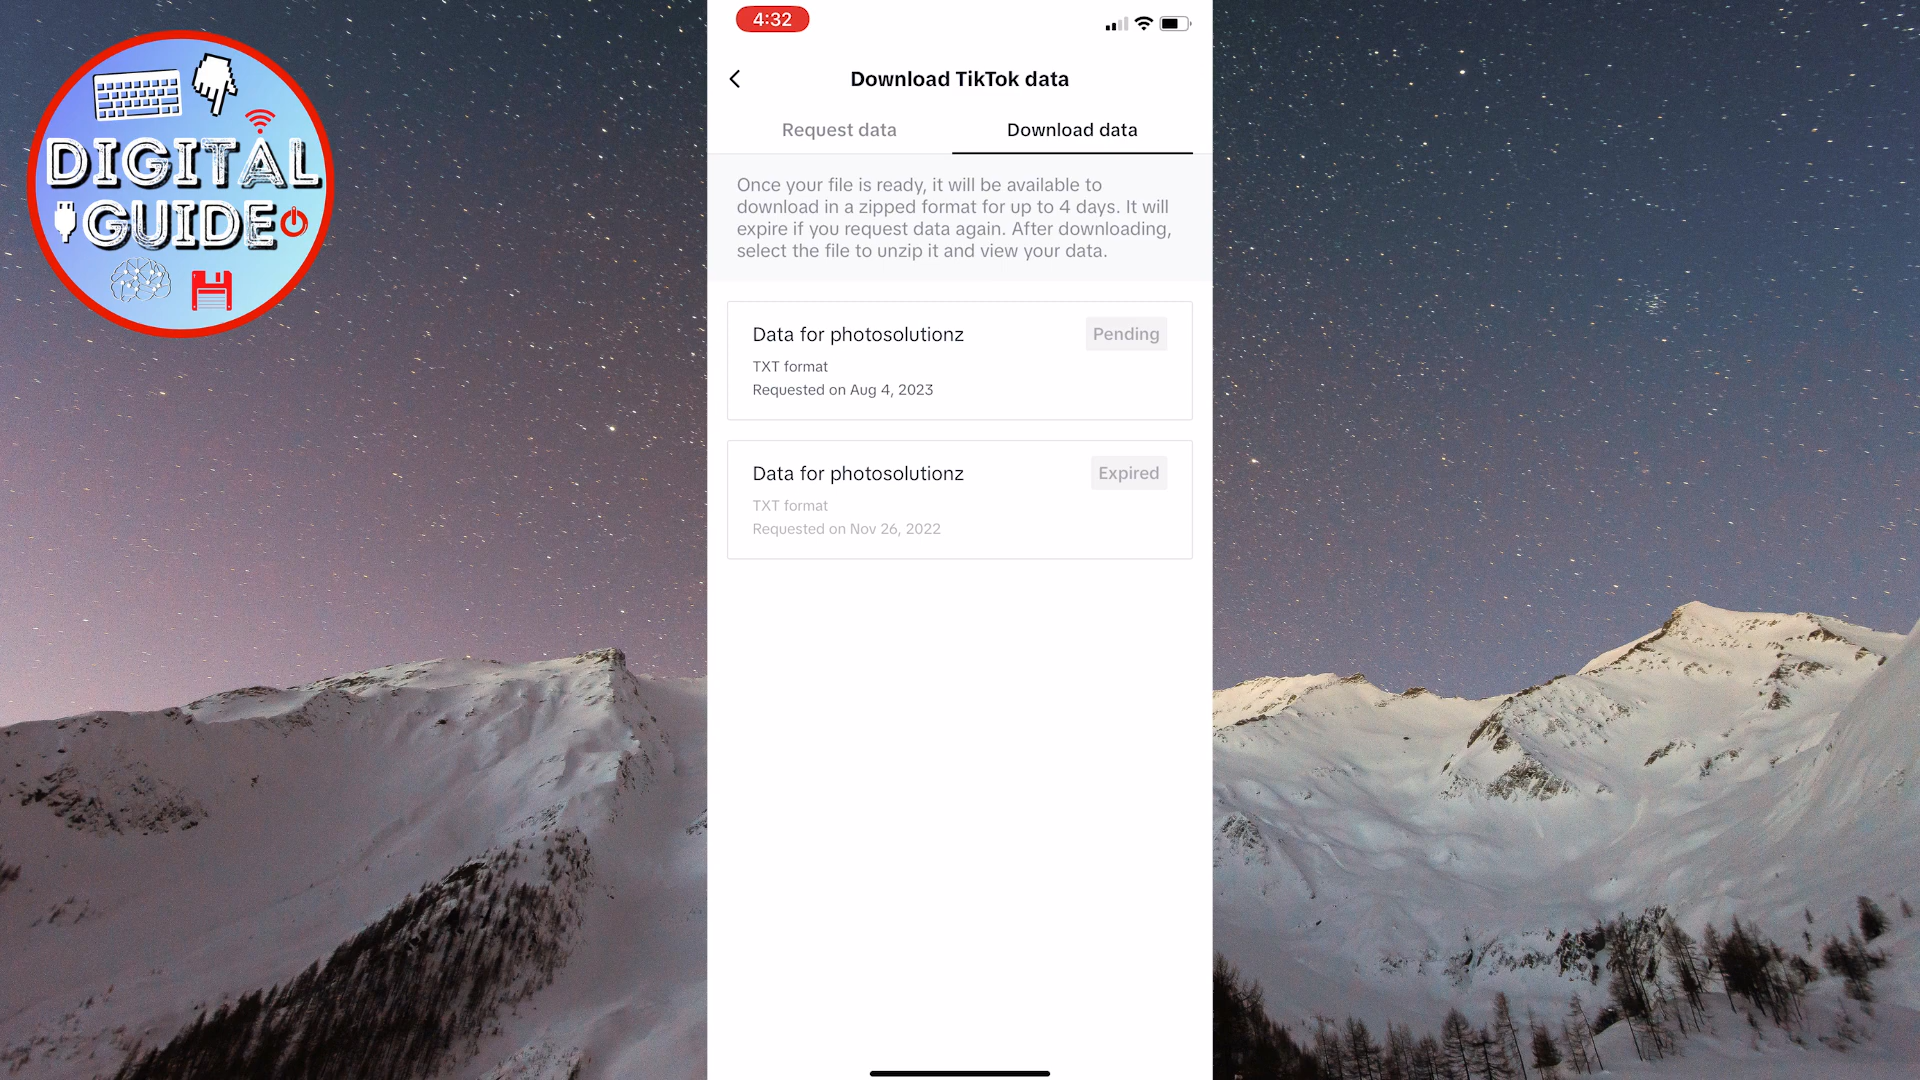 DIGITAL
GUIDE
4:32
Download TikTok data
Request data
Download data
Once your file is ready, it will be available to
download in a zipped format for up to 4 days. It will
expire if you request data again. After downloading,
select the file to unzip it and view your data.
Data for photosolutionz
Pending
TXT format
Requested on Aug 4, 2023
Data for photosolutionz
Expired
TXT format
Requested on Nov 26, 2022